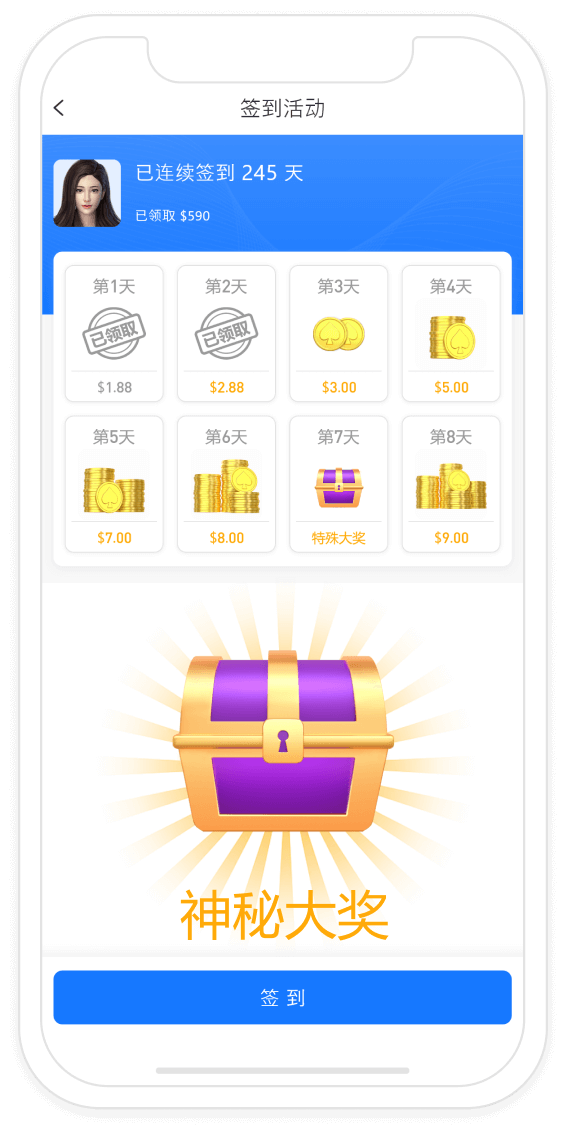 签到活动
已连续签到 245 天
已领取 $590
第1天
第2天
第3天
第4天
已领取
已领取
$1.88
$2.88
$3.00
$5.00
第5天
第6天
第7天
第8天
$7.00
$8.00
特殊大奖
$9.00
神秘大奖
签 到